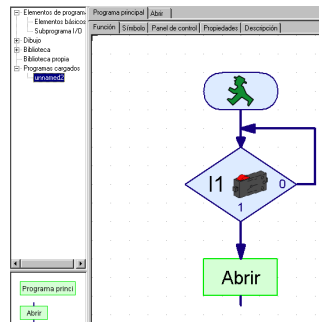 Elementos de program
Elementos básicos
Subprograma I/O
Dibujo
Biblioteca
Biblioteca propia
Programas cargados
unnamed2
Programa princi
Abrir
Programa principal Abrir
Función Símbolo Panel de control Propiedades Descripción
I1 0
1
Abrir